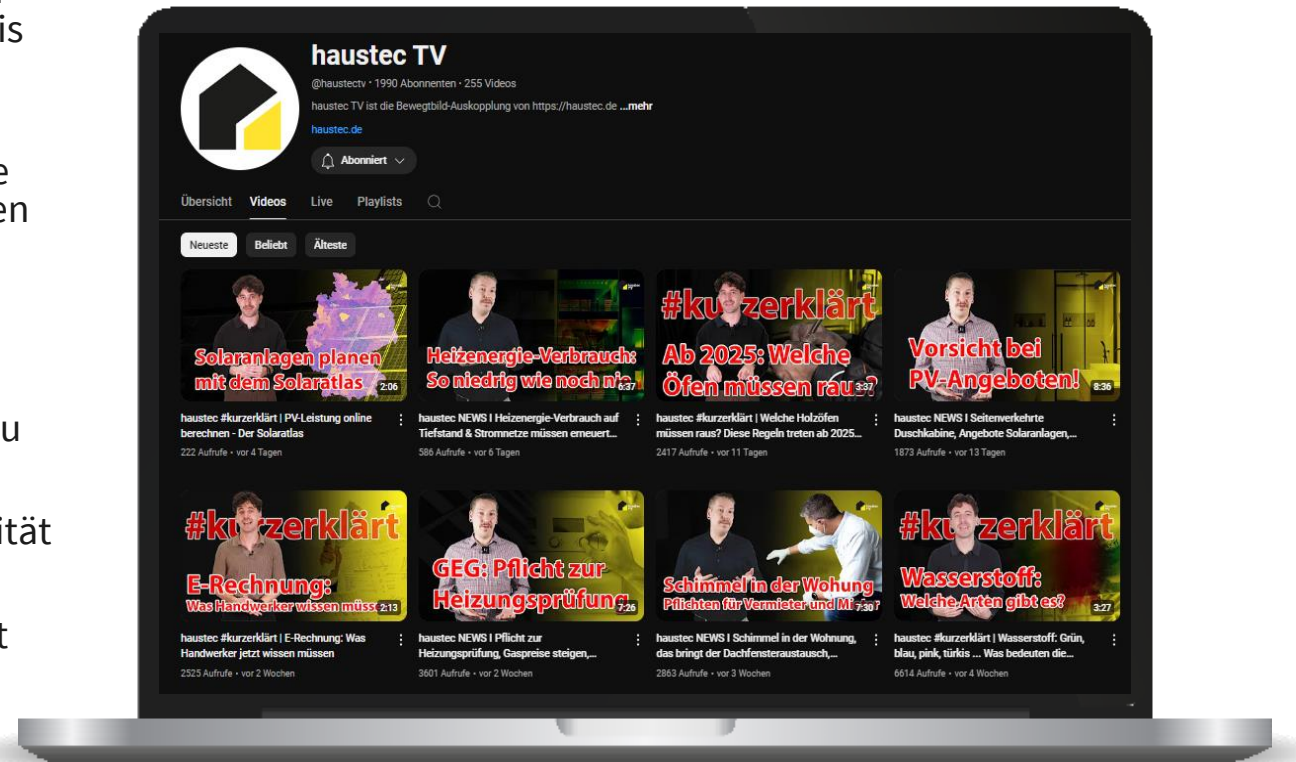 is
e
en
u
ität
t
haustec TV
@haustectv • 1990 Abonnenten • 255 Videos
haustec TV ist die Bewegtbild-Auskopplung von https://haustec.de ...mehr
haustec.de
Abonniert
Übersicht Videos Live Playlists
Neueste Beliebt Älteste
Solaranlagen planen
mit dem Solaratlas
2:06
Heizenergie-Verbrauch:
So niedrig wie noch nie!
6:37
#kurzerklärt
Ab 2025: Welche
Öfen müssen raus?
3:37
Vorsicht bei
PV-Angeboten!
8:36
haustec #kurzerklärt | PV-Leistung online
berechnen - Der Solaratlas
222 Aufrufe • vor 4 Tagen
haustec NEWS I Heizenergie-Verbrauch auf
Tiefstand & Stromnetze müssen erneuert...
586 Aufrufe • vor 6 Tagen
haustec #kurzerklärt | Welche Holzöfen
müssen raus? Diese Regeln treten ab 2025...
2417 Aufrufe • vor 11 Tagen
haustec NEWS I Seitenverkehrte
Duschkabine, Angebote Solaranlagen,...
1873 Aufrufe • vor 13 Tagen
#kurzerklärt
E-Rechnung:
Was Handwerker wissen müssen
2:13
GEG: Pflicht zur
Heizungsprüfung
7:26
Schimmel in der Wohung
Pflichten für Vermieter und Mieter
7:30
#kurzerklärt
Wasserstoff:
Welche Arten gibt es?
3:27
haustec #kurzerklärt | E-Rechnung: Was
Handwerker jetzt wissen müssen
2525 Aufrufe • vor 2 Wochen
haustec NEWS I Pflicht zur
Heizungsprüfung, Gaspreise steigen,...
3601 Aufrufe • vor 2 Wochen
haustec NEWS I Schimmel in der Wohnung,
das bringt der Dachfensteraustausch,...
2863 Aufrufe • vor 3 Wochen
haustec #kurzerklärt | Wasserstoff: Grün,
blau, pink, türkis ... Was bedeuten die...
6614 Aufrufe • vor 4 Wochen